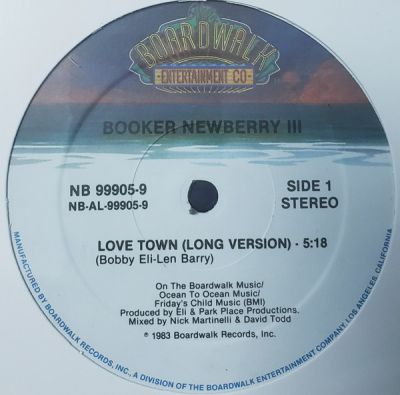 BOARDWALK
ENTERTAINMENT CO
BOOKER NEWBERRY III
NB 99905-9
NB-AL-99905-9
SIDE 1
STEREO
LOVE TOWN (LONG VERSION) - 5:18
(Bobby Eli-Len Barry)
On The Boardwalk Music/
Ocean To Ocean Music/
Friday's Child Music (BMI)
Produced by Eli & Park Place Productions.
Mixed by Nick Martinelli & David Todd
℗ 1983 Boardwalk Records, Inc.
MANUFACTURED BY BOARDWALK RECORDS, INC., A DIVISION OF THE BOARDWALK ENTERTAINMENT COMPANY, LOS ANGELES, CALIFORNIA